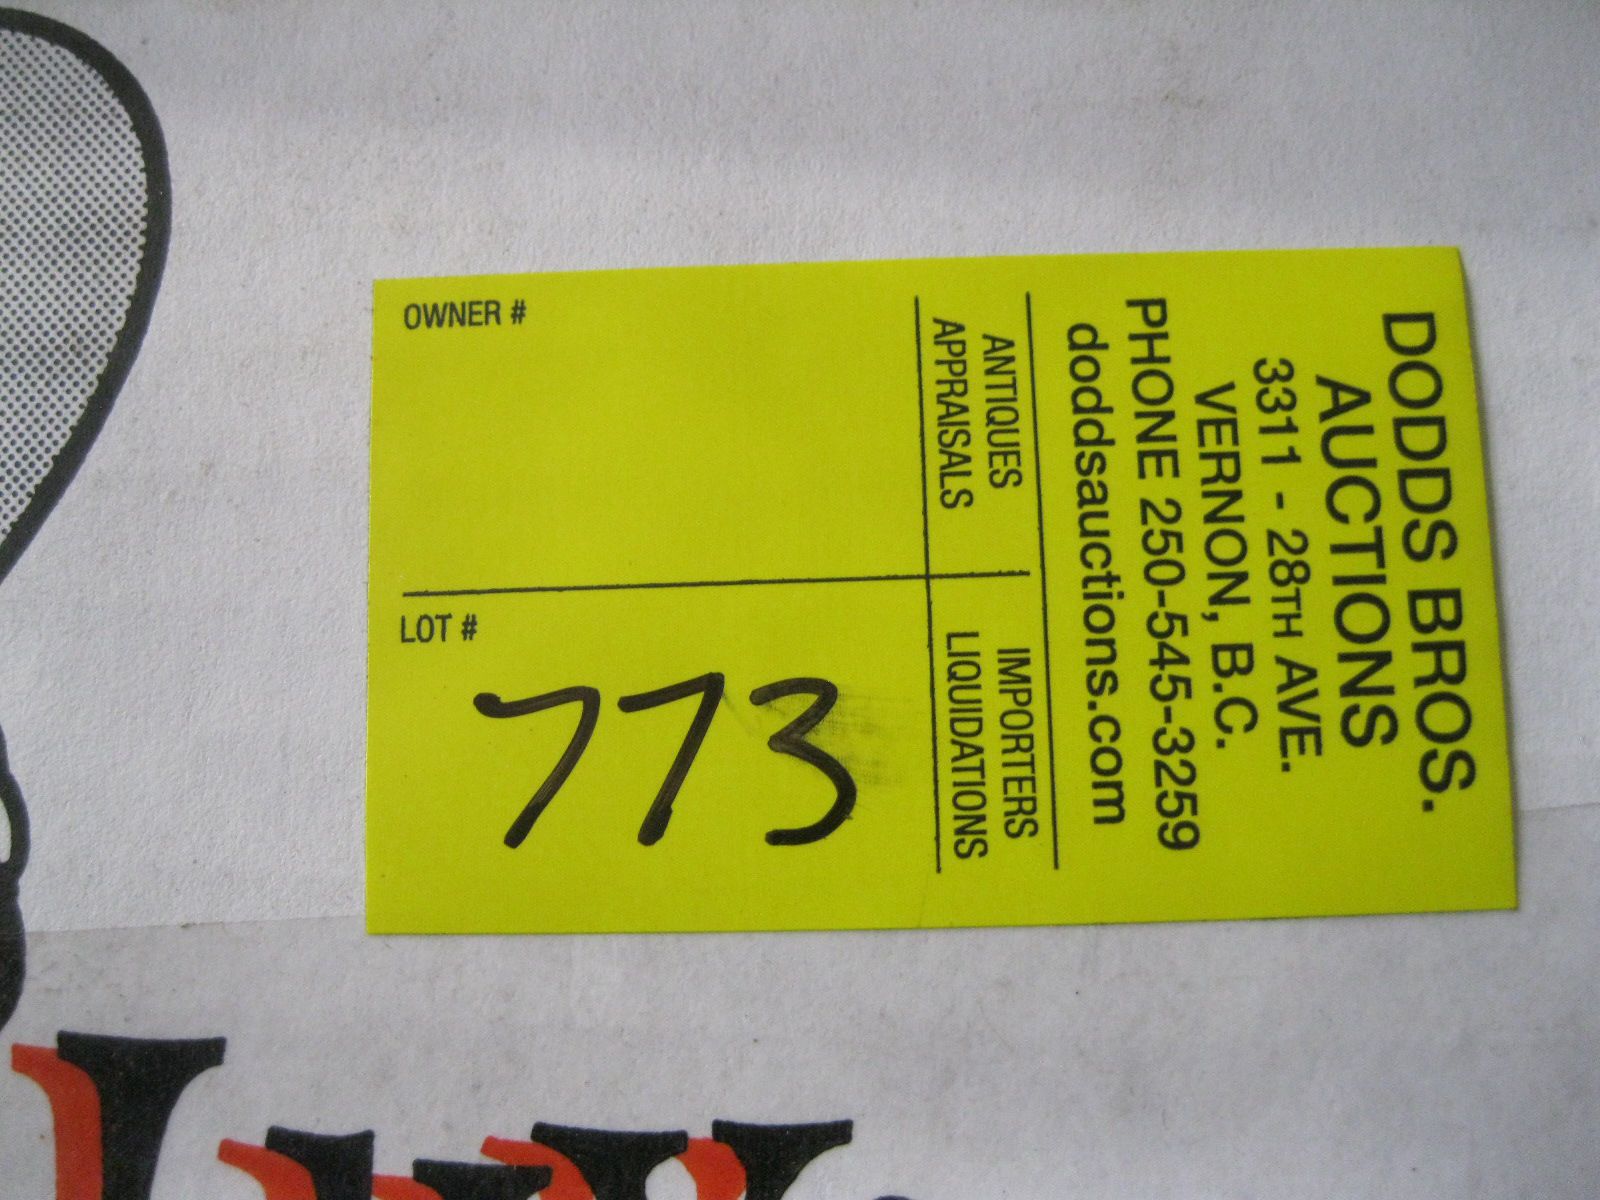 DODDS BROS.
AUCTIONS
3311 - 28TH AVE.
VERNON, B.C.
PHONE 250-545-3259
doddsauctions.com
ANTIQUES
APPRAISALS
IMPORTERS
LIQUIDATIONS
OWNER #
LOT #
773